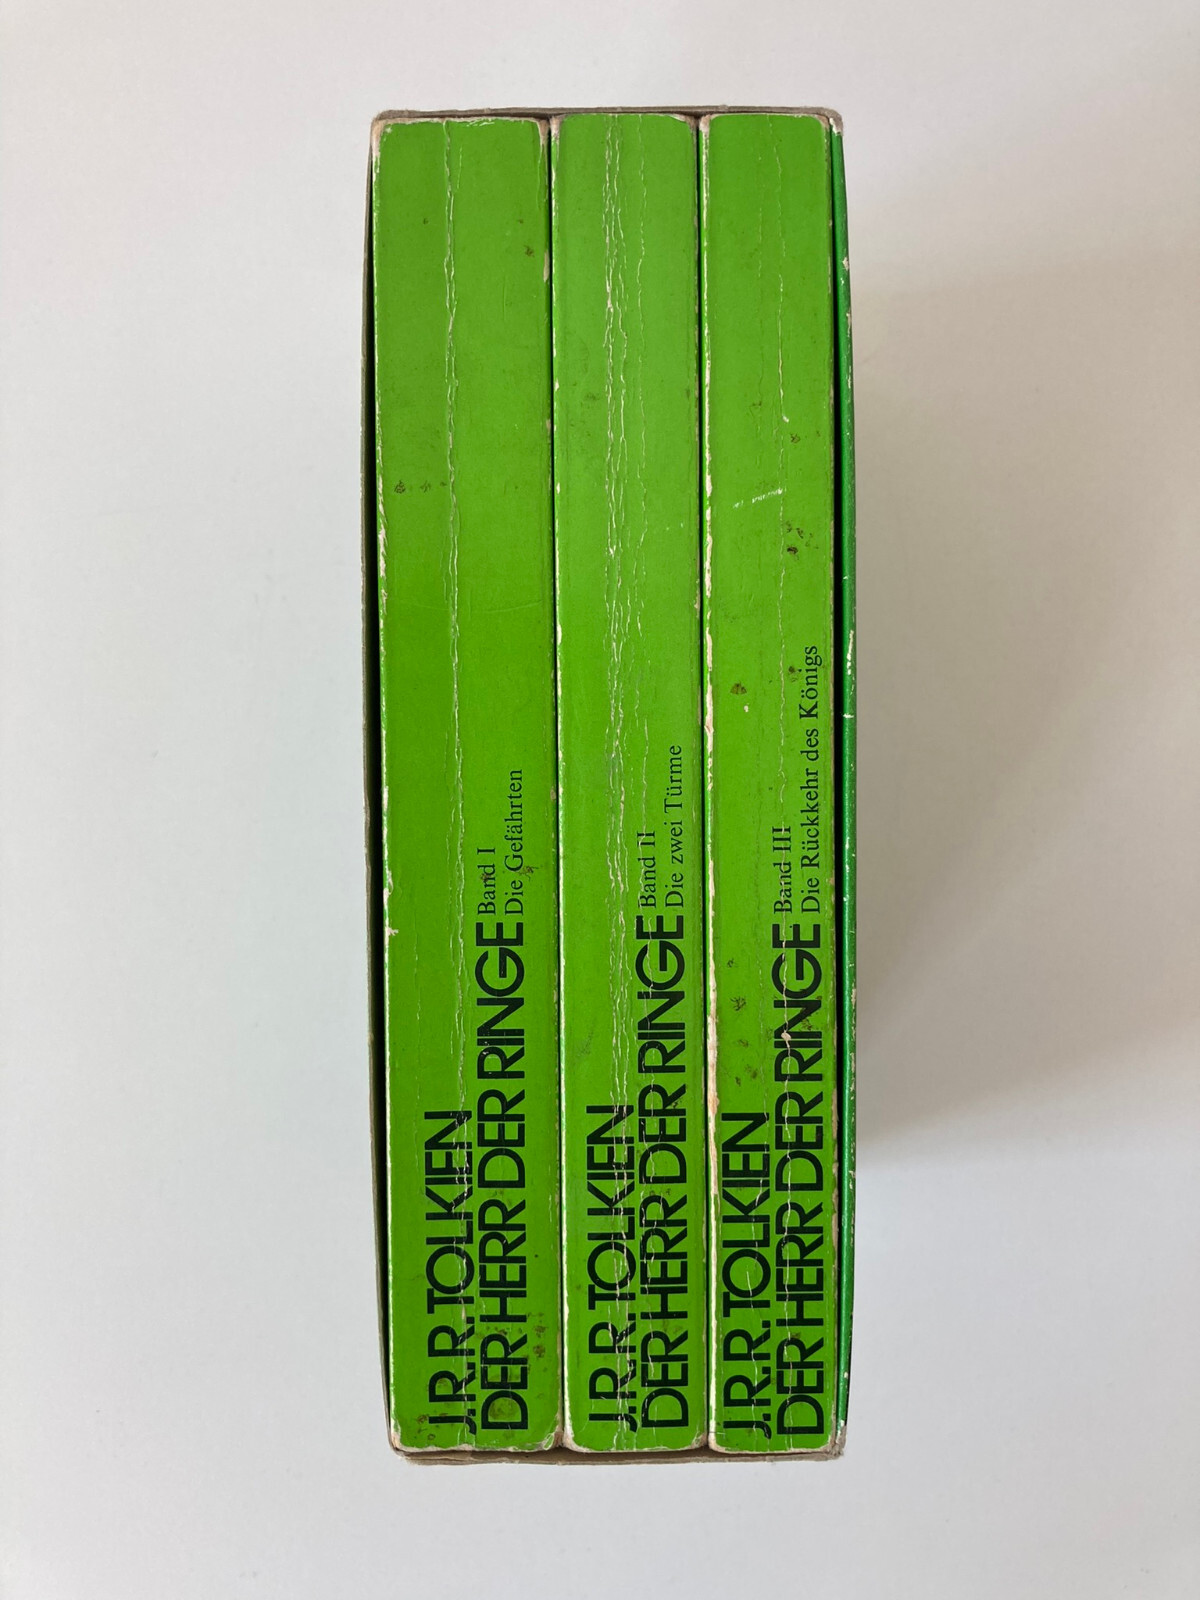 J.R.R. TOLKIEN
DER HERR DER RINGE
Band I
Die Gefährten
J.R.R. TOLKIEN
DER HERR DER RINGE
Band II
Die zwei Türme
J.R.R. TOLKIEN
DER HERR DER RINGE
Band III
Die Rückkehr des Königs